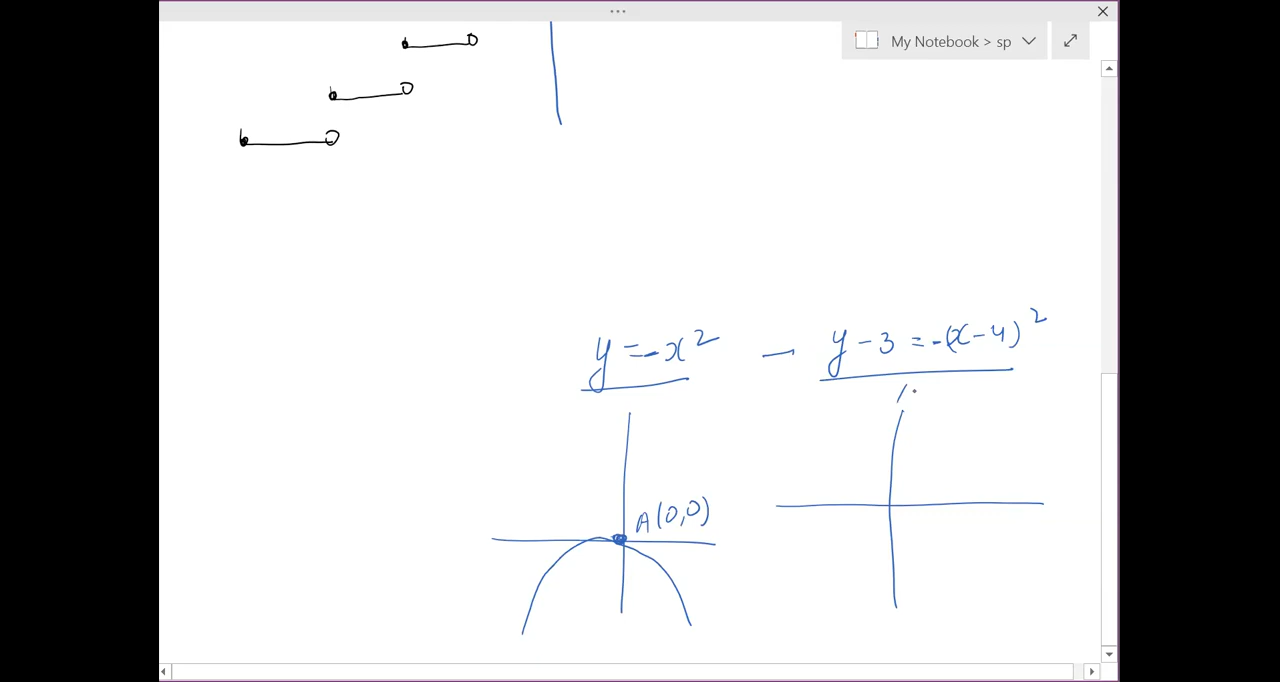 My Notebook > sp
y = -x² — y - 3 = -(x - 4)²
A(0,0)